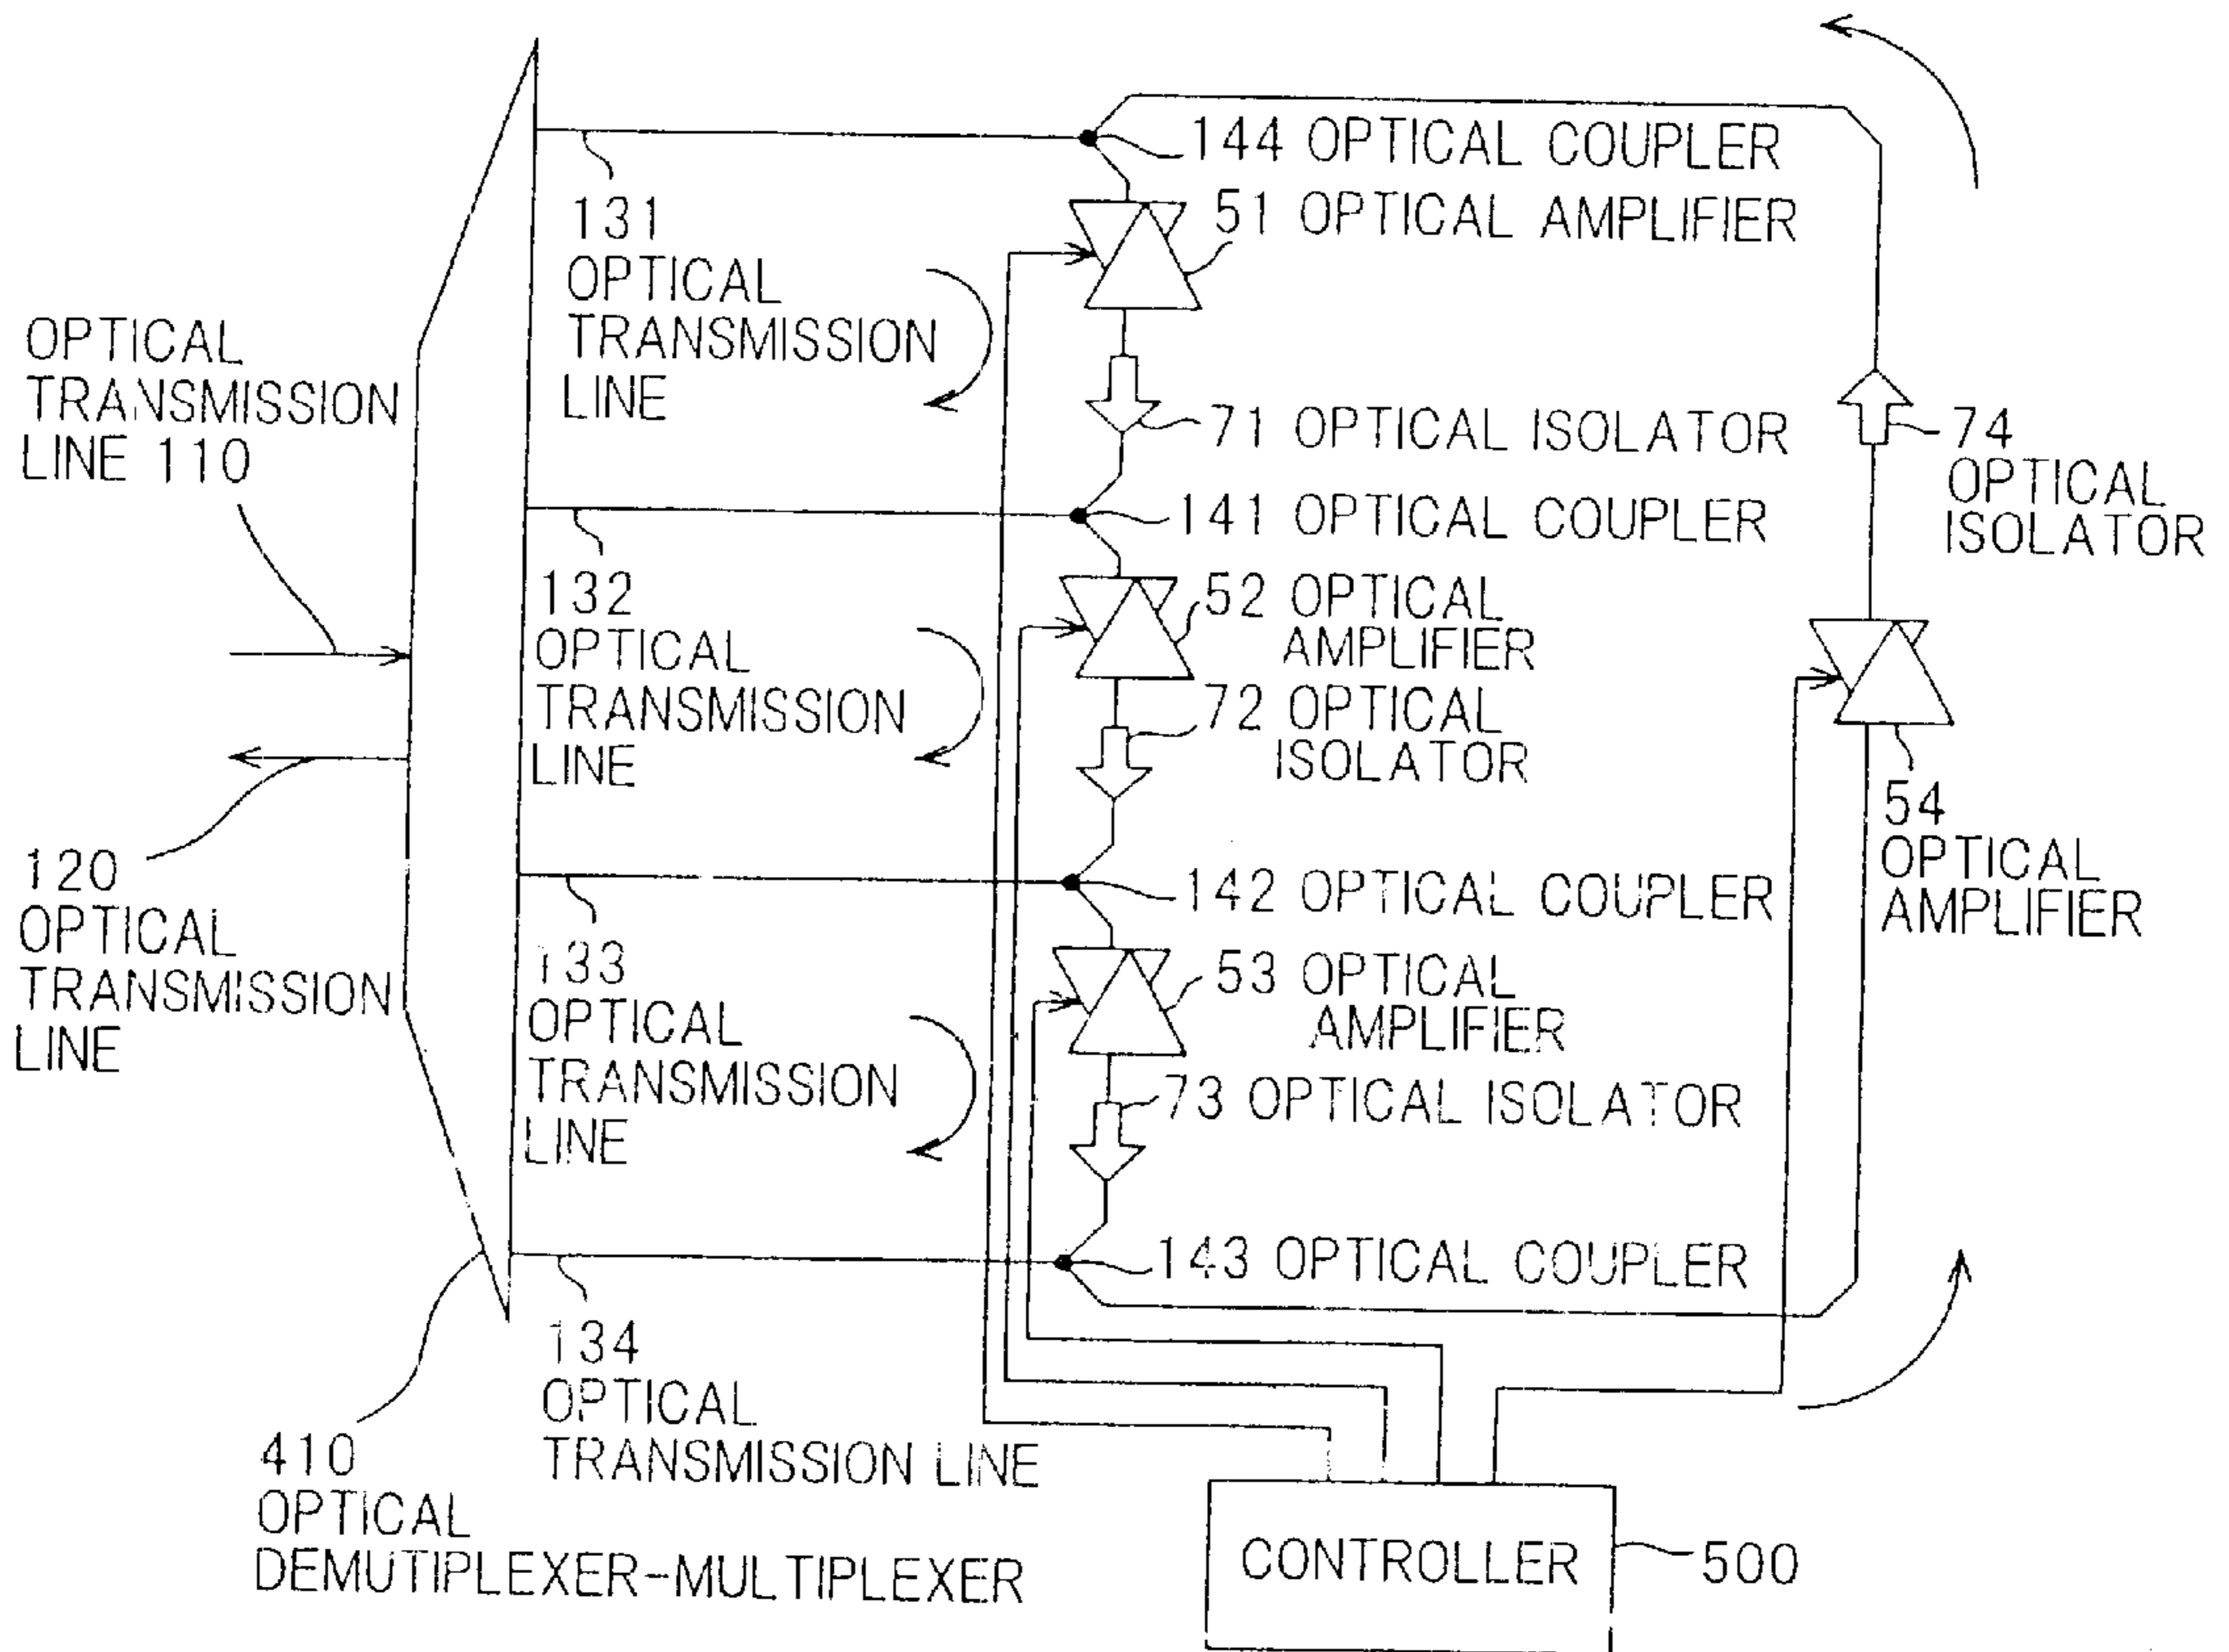 144 OPTICAL COUPLER
51 OPTICAL AMPLIFIER
131
OPTICAL
TRANSMISSION
LINE
OPTICAL
TRANSMISSION
LINE 110
71 OPTICAL ISOLATOR
74
OPTICAL
ISOLATOR
141 OPTICAL COUPLER
132
OPTICAL
TRANSMISSION
LINE
52 OPTICAL
AMPLIFIER
72 OPTICAL
ISOLATOR
54
OPTICAL
AMPLIFIER
120
OPTICAL
TRANSMISSION
LINE
142 OPTICAL COUPLER
133
OPTICAL
TRANSMISSION
LINE
53 OPTICAL
AMPLIFIER
73 OPTICAL ISOLATOR
143 OPTICAL COUPLER
134
OPTICAL
TRANSMISSION LINE
410
OPTICAL
DEMUTIPLEXER-MULTIPLEXER
CONTROLLER
500